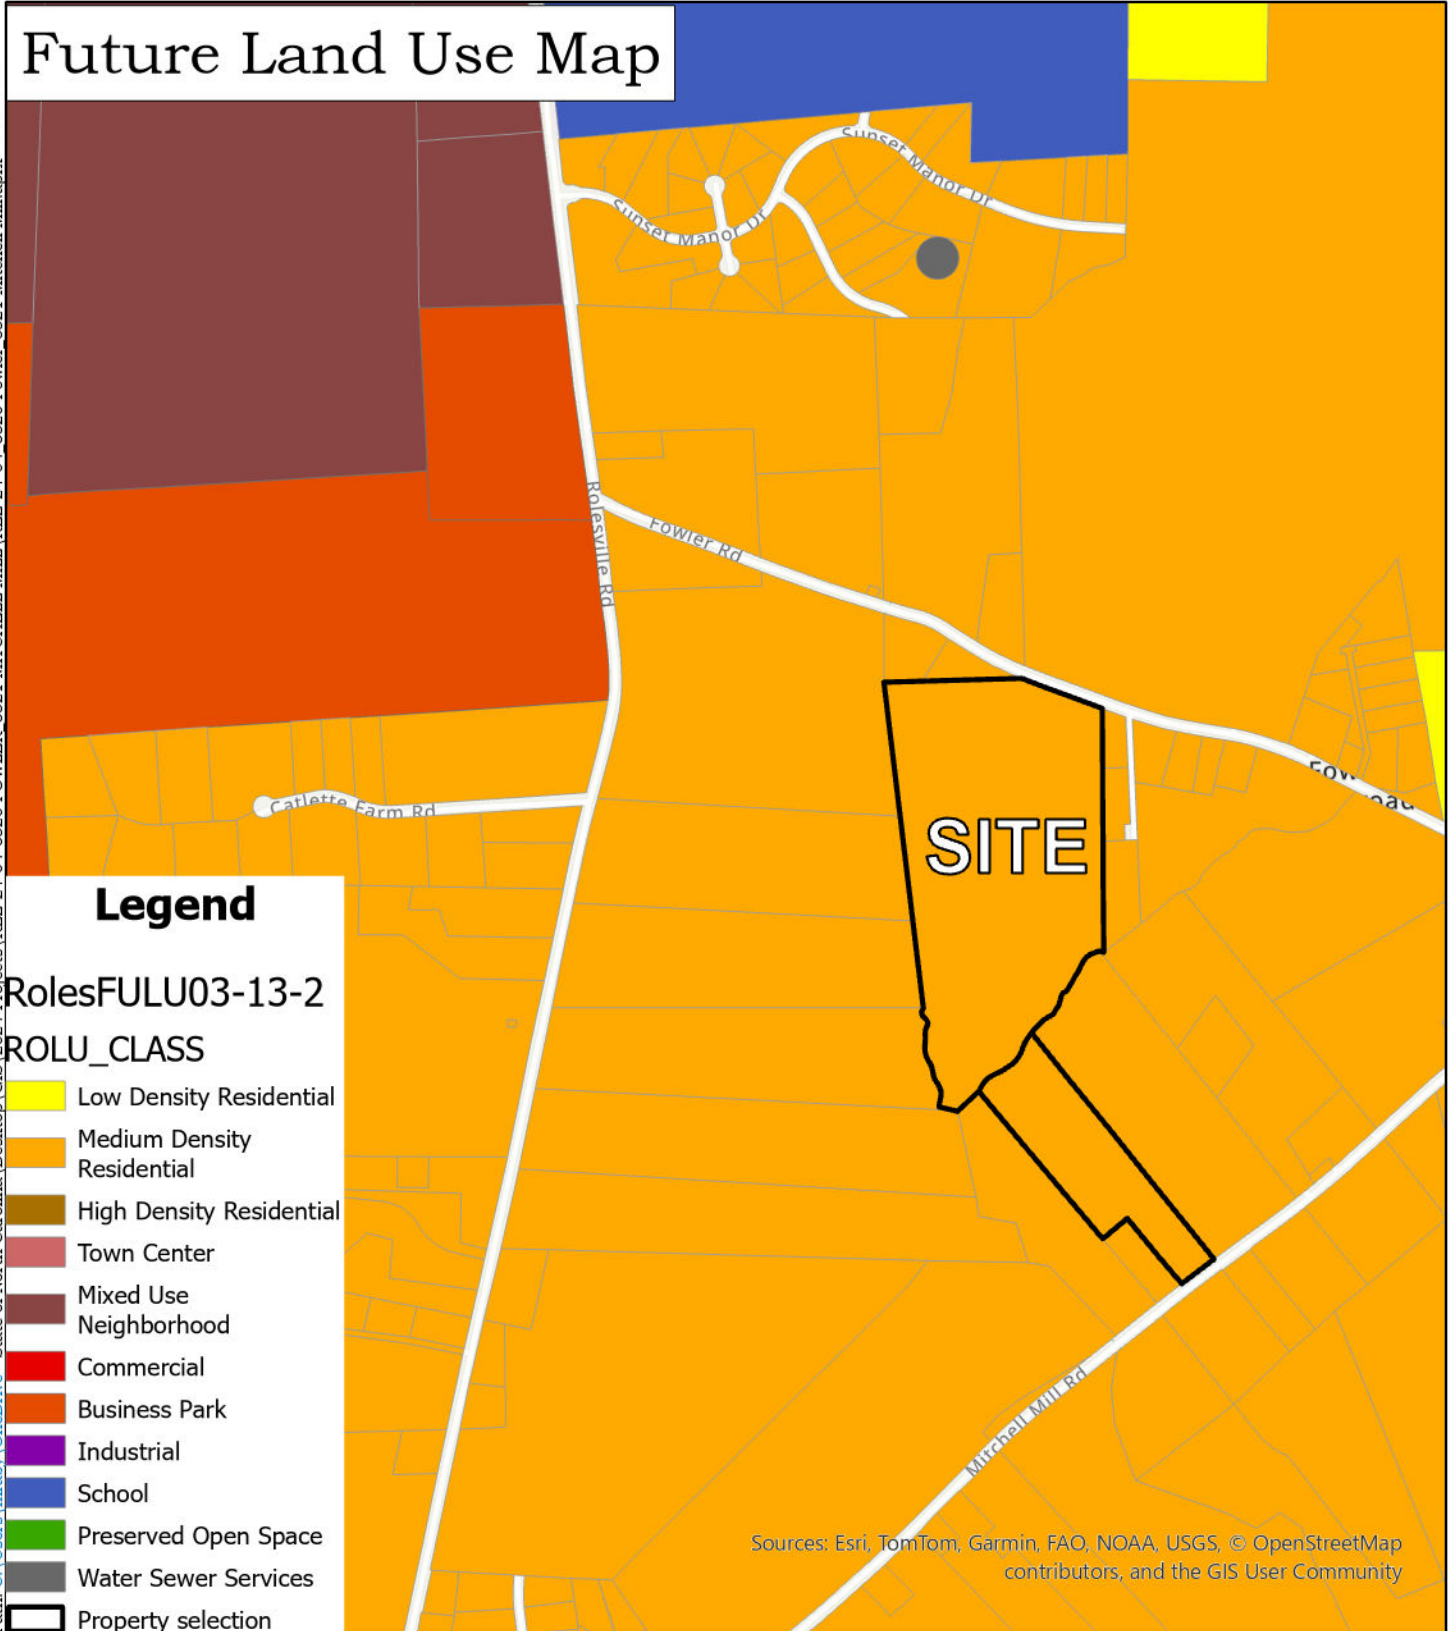 Future Land Use Map
Sunset Manor Dr
Sunset Manor Dr
Rolesville Rd
Fowler Rd
Catlette Farm Rd
SITE
Mitchell Mill Rd
Legend
RolesFULU03-13-2
ROLU_CLASS
Low Density Residential
Medium Density
Residential
High Density Residential
Town Center
Mixed Use
Neighborhood
Commercial
Business Park
Industrial
School
Preserved Open Space
Water Sewer Services
Property selection
Sources: Esri, TomTom, Garmin, FAO, NOAA, USGS, © OpenStreetMap
contributors, and the GIS User Community